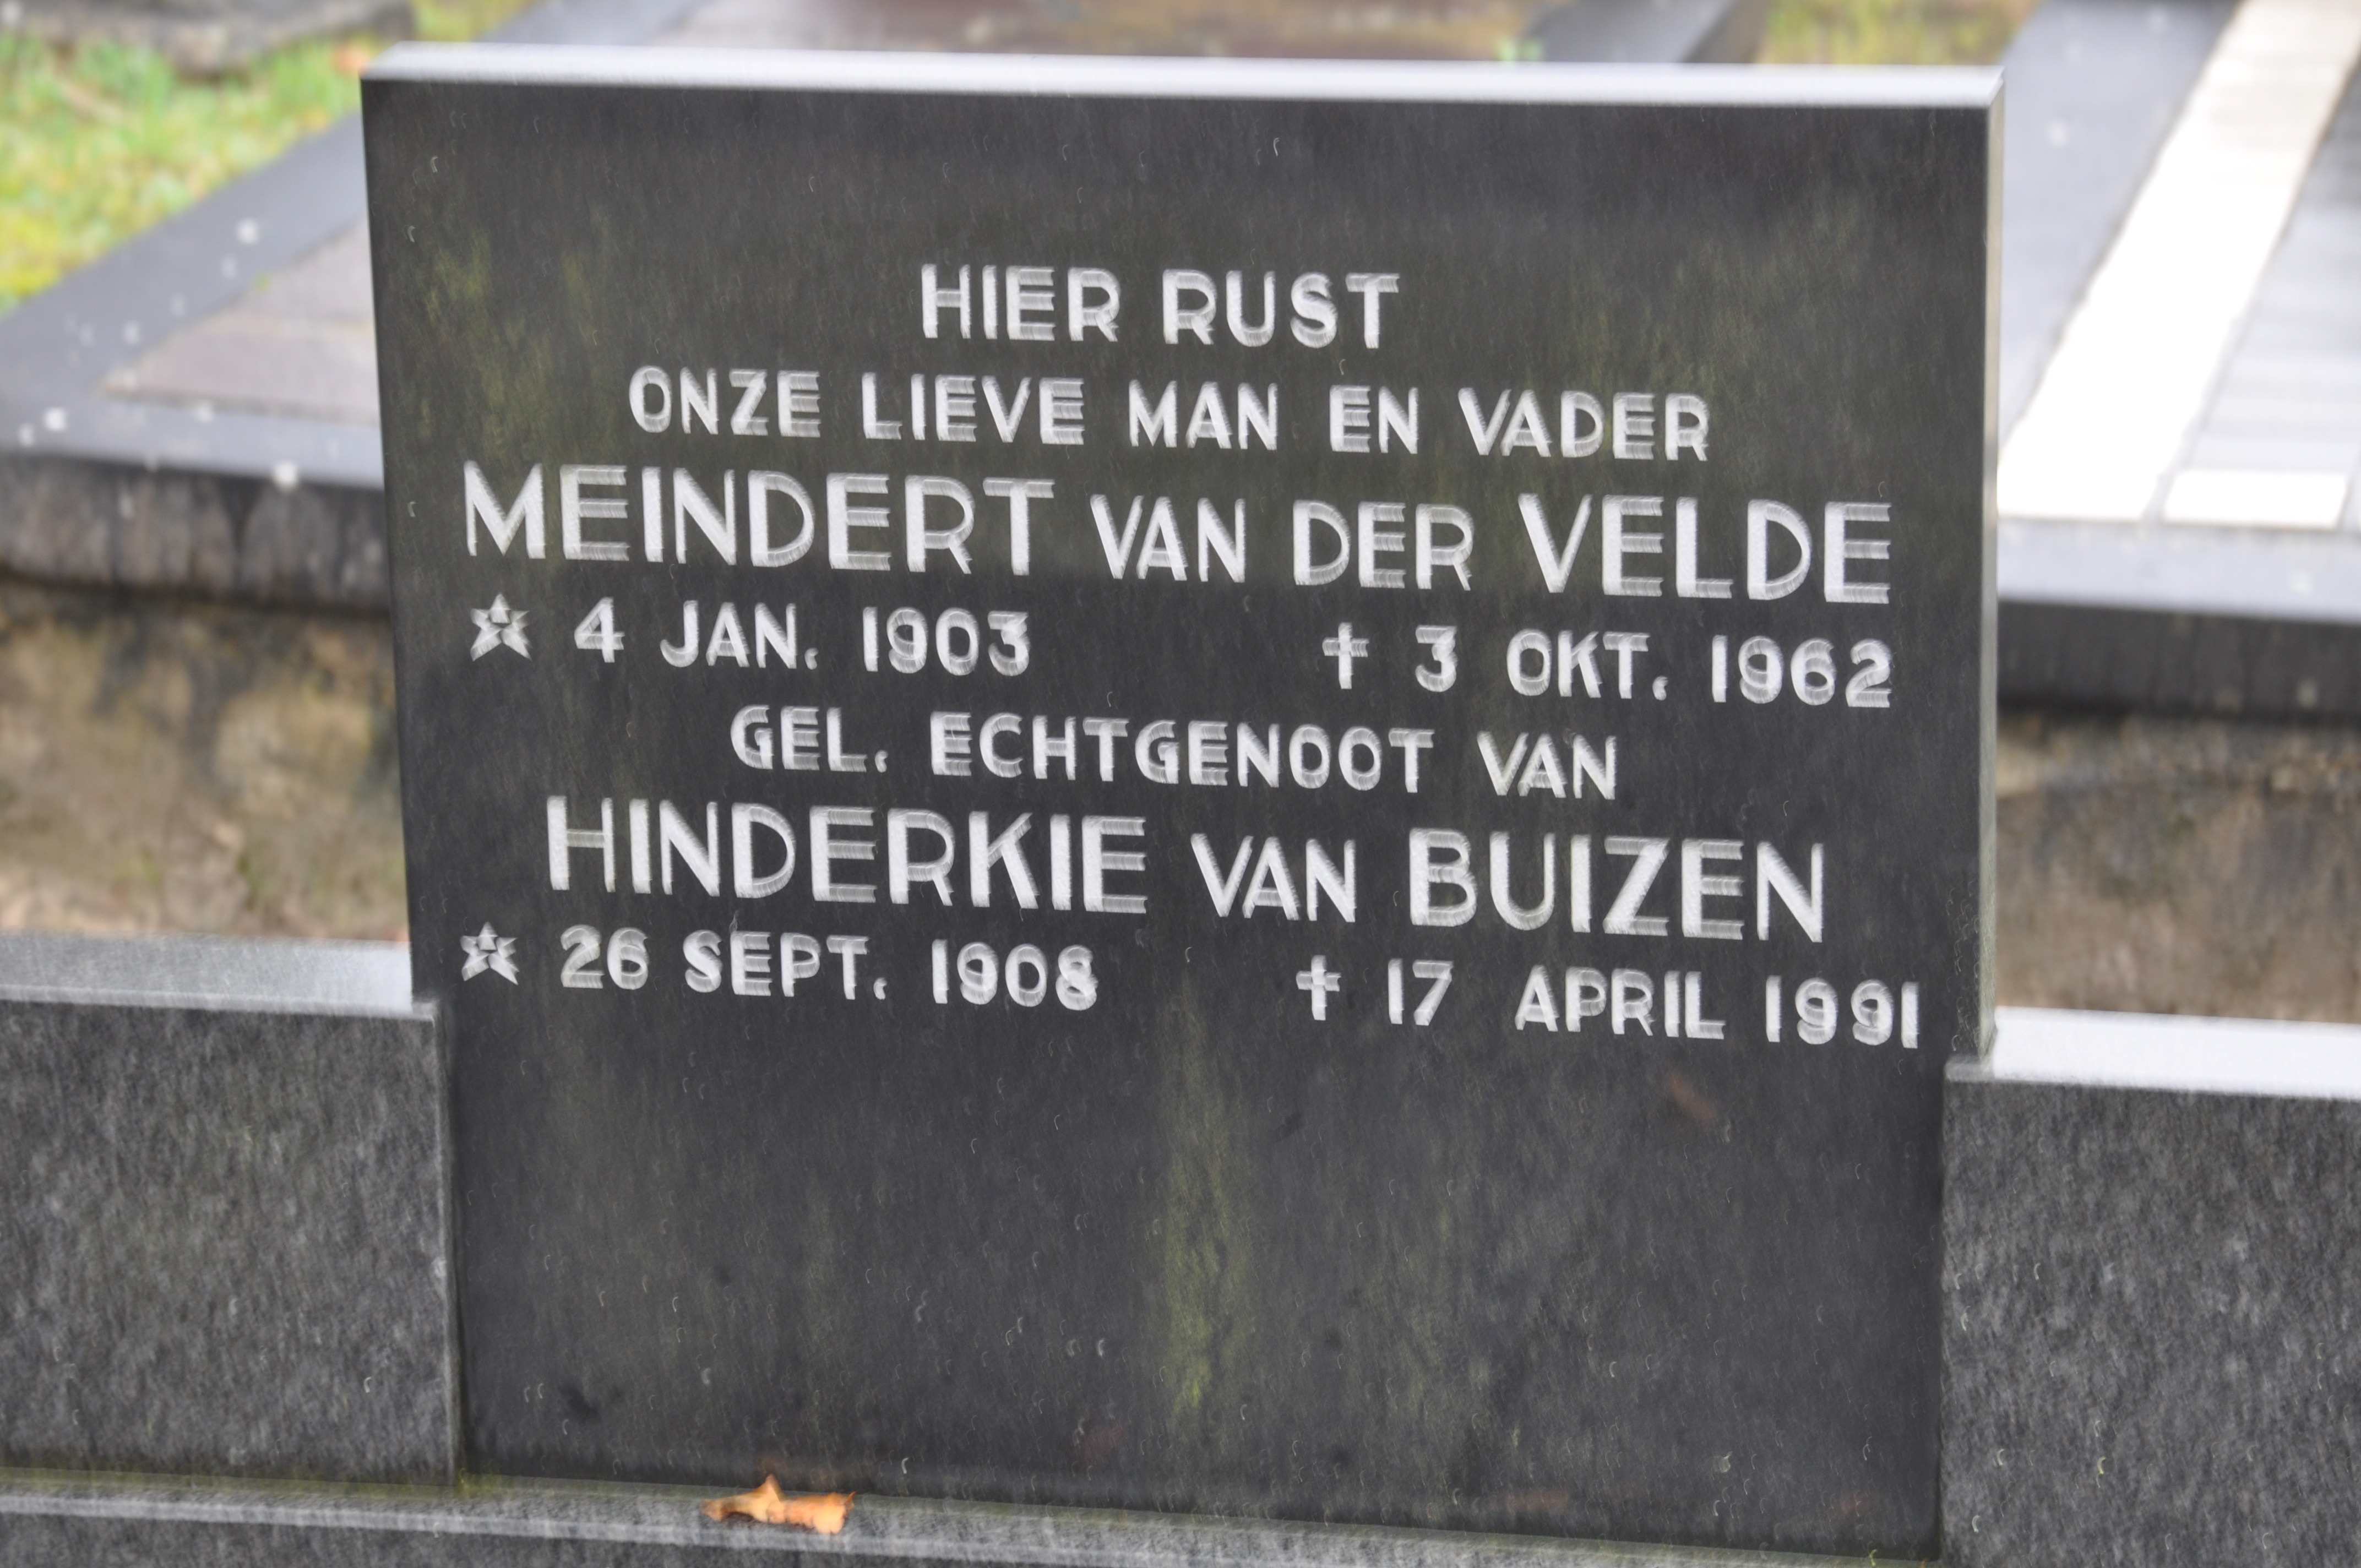 HIER RUST
ONZE LIEVE MAN EN VADER
MEINDERT VAN DER VELDE
☆ 4 JAN. 1903 † 3 OKT. 1962
GEL. ECHTGENOOT VAN
HINDERKIE VAN BUIZEN
☆ 26 SEPT. 1908 † 17 APRIL 1991